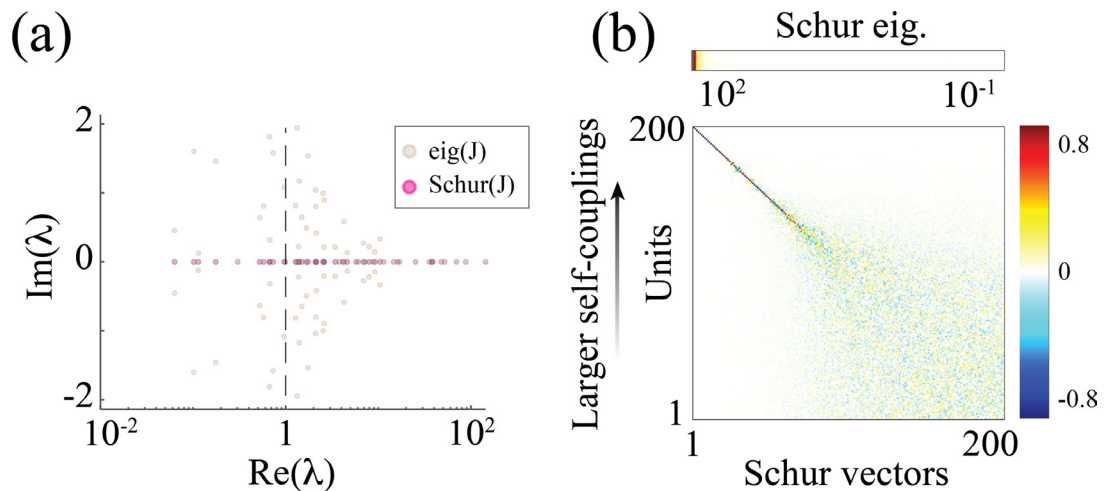 (a)
2
0
-2
Im(λ)
10-2
1
10²
Re(λ)
eig(J)
Schur(J)
(b)
Schur eig.
10²
10-1
Larger self-couplings
Units
200
1
1
200
Schur vectors
0.8
0
-0.8